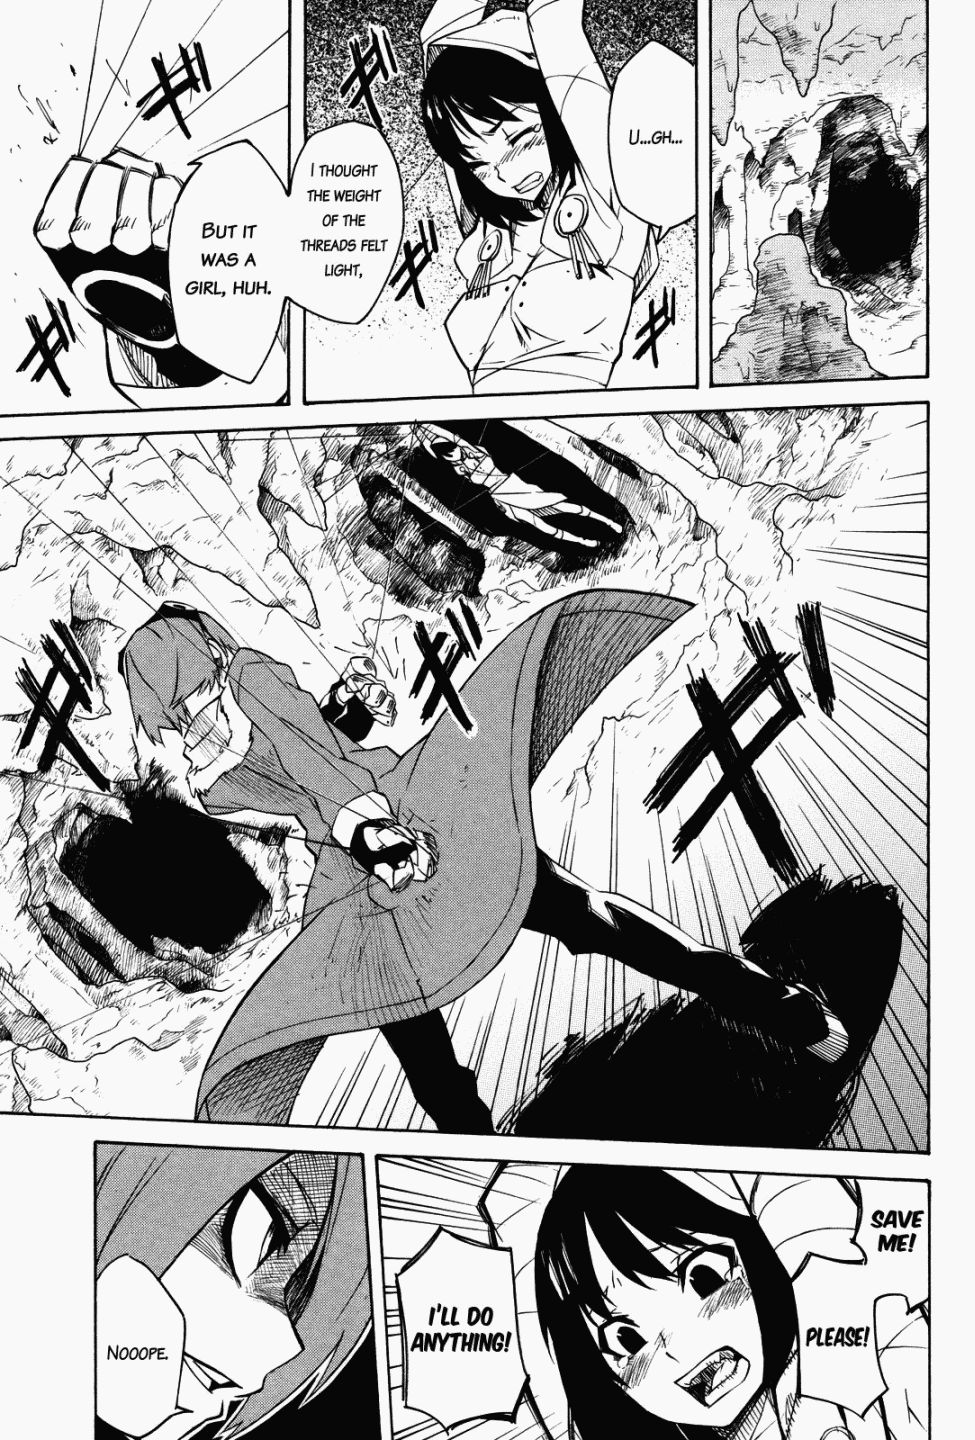 U...GH...
I THOUGHT
THE WEIGHT
OF THE
THREADS FELT
LIGHT,
BUT IT
WAS A
GIRL, HUH.
ギ
ギ
ギ
ギ
ギ
ギ
ギ
SAVE
ME!
PLEASE!
I'LL DO
ANYTHING!
NOOOPE.